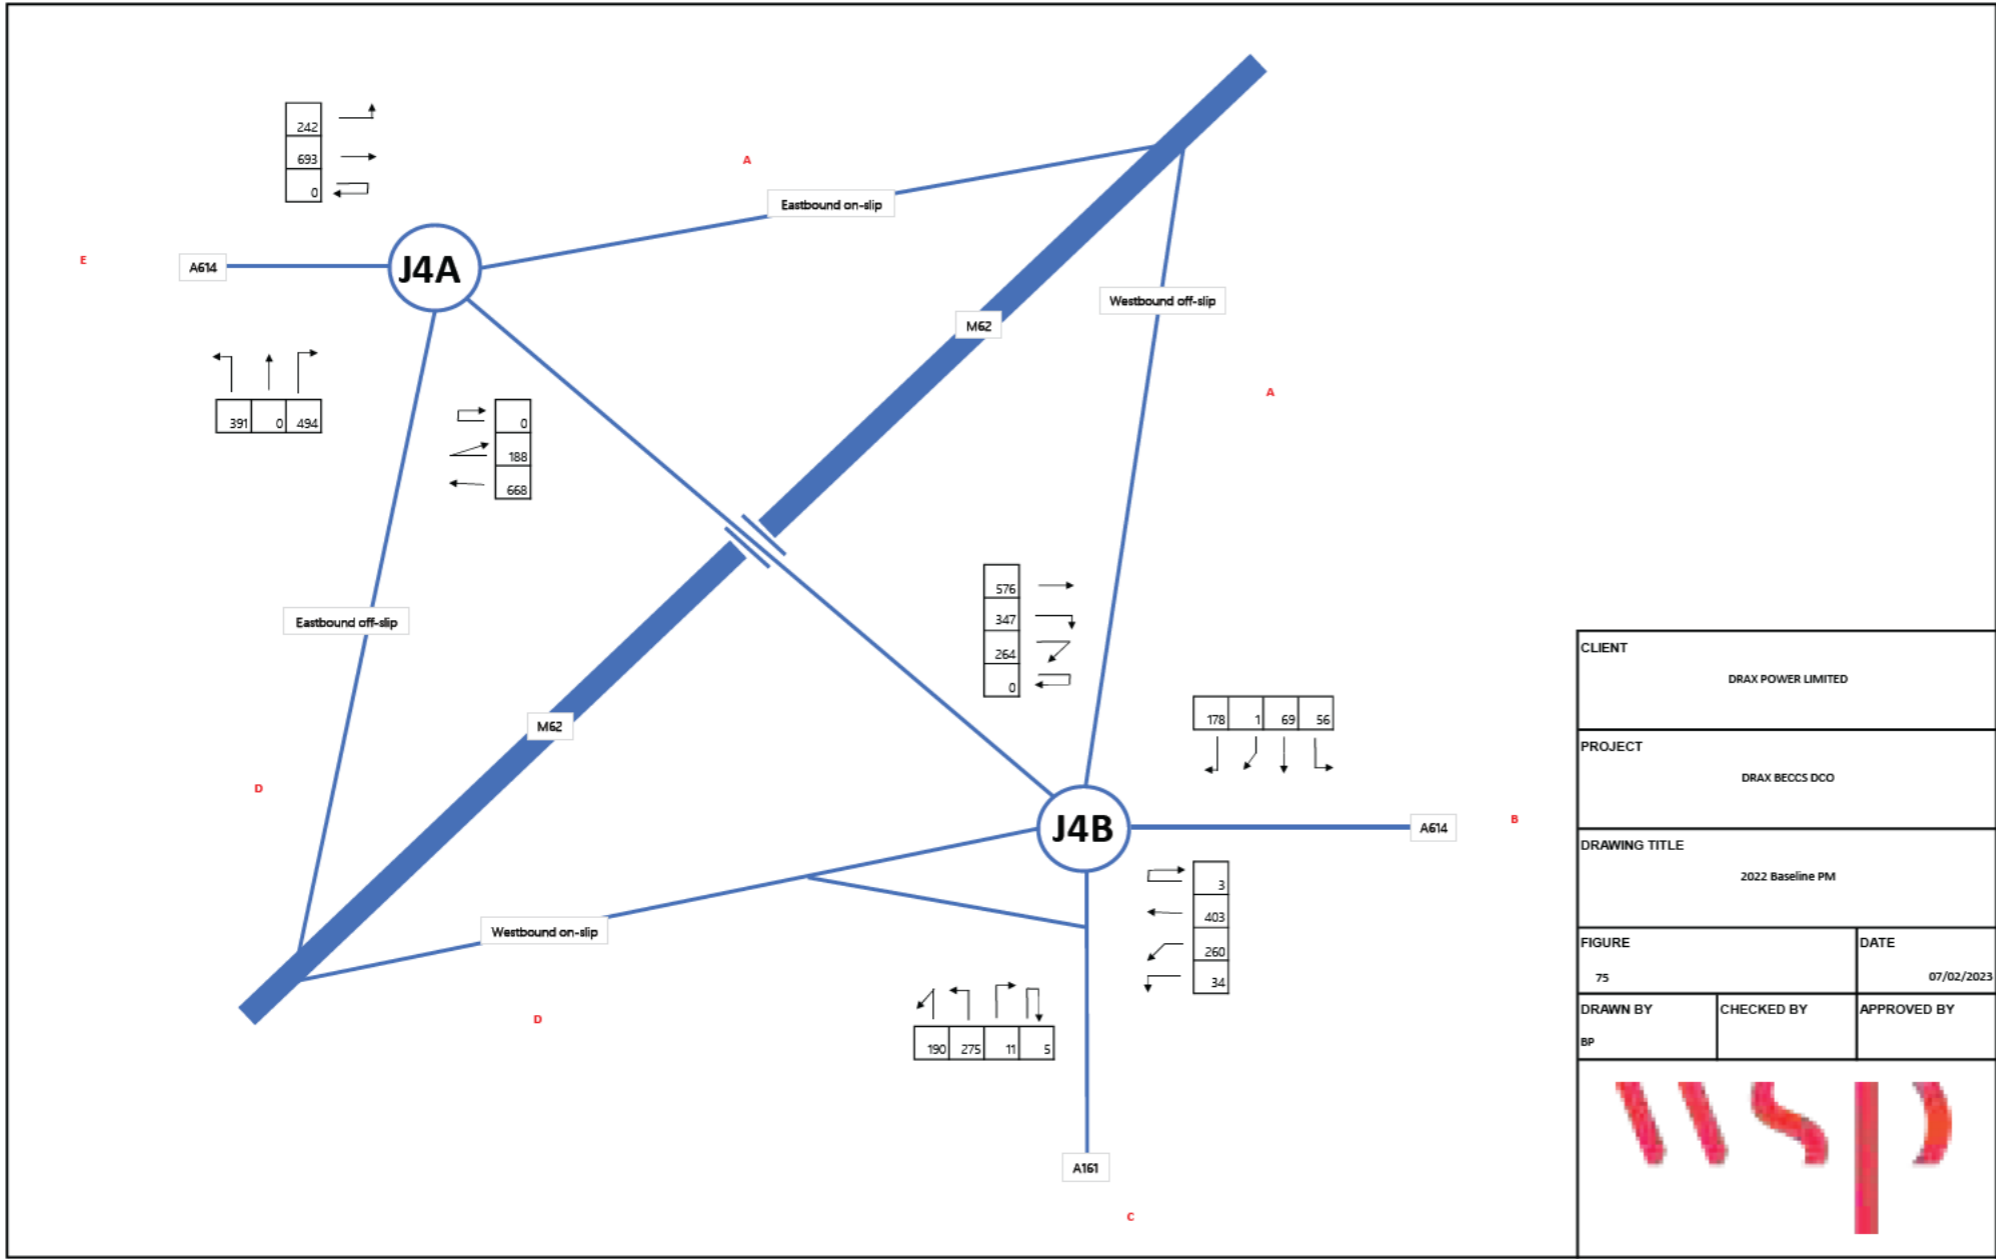 242
693
0
A
Eastbound on-slip
E
A614
J4A
Westbound off-slip
M62
391 0 494
A
0
188
668
576
347
264
0
Eastbound off-slip
M62
178 1 69 56
D
J4B
A614
B
3
403
260
34
Westbound on-slip
D
190 275 11 5
A161
C
CLIENT
DRAX POWER LIMITED
PROJECT
DRAX BECCS DCO
DRAWING TITLE
2022 Baseline PM
FIGURE
75
DATE
07/02/2023
DRAWN BY
BP
CHECKED BY
APPROVED BY
wsp